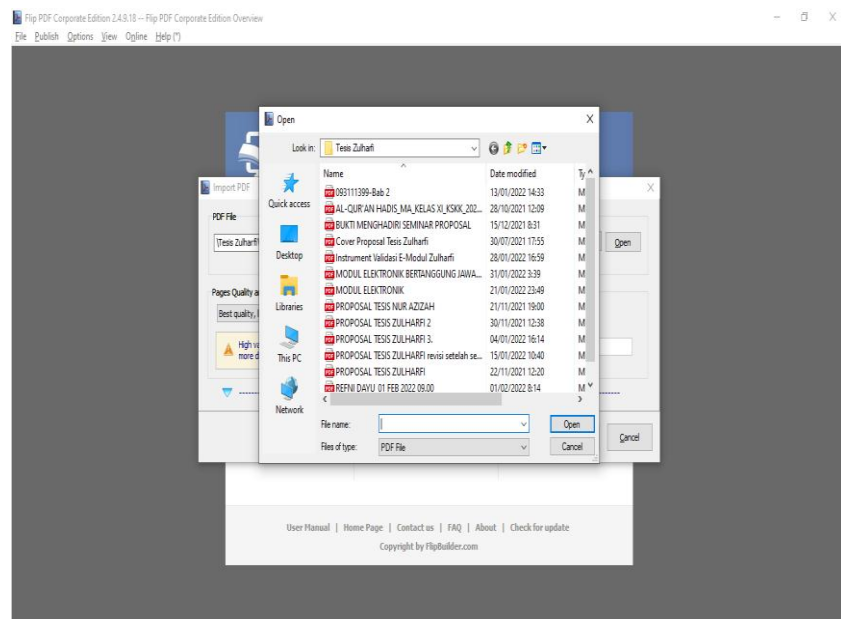 Flip PDF Corporate Edition 2.4.9.18 -- Flip PDF Corporate Edition Overview
File Publish Options View Online Help (*)
Open
Look in: Tesis Zulharfi
Name Date modified Ty
093111399-Bab 2 13/01/2022 14:33 M
AL-QUR'AN HADIS_MA_KELAS XI_KSKK_202... 28/10/2021 12:09 M
BUKTI MENGHADIRI SEMINAR PROPOSAL 15/12/2021 8:31 M
Cover Proposal Tesis Zulharfi 30/07/2021 17:55 M
Instrument Validasi E-Modul Zulharfi 28/01/2022 16:59 M
MODUL ELEKTRONIK BERTANGGUNG JAWA... 31/01/2022 3:39 M
MODUL ELEKTRONIK 21/01/2022 23:49 M
PROPOSAL TESIS NUR AZIZAH 21/11/2021 19:00 M
PROPOSAL TESIS ZULHARFI 2 30/11/2021 12:38 M
PROPOSAL TESIS ZULHARFI 3. 04/01/2022 16:14 M
PROPOSAL TESIS ZULHARFI revisi setelah se... 15/01/2022 10:40 M
PROPOSAL TESIS ZULHARFI 22/11/2021 12:20 M
REFNI DAYU 01 FEB 2022 09.00 01/02/2022 8:14 M
Quick access
Desktop
Libraries
This PC
Network
File name: Open
Files of type: PDF File Cancel
Import PDF
PDF File
\Tesis Zulharfi\ Open
Pages Quality a
Best quality, l
High va
more d
Cancel
User Manual | Home Page | Contact us | FAQ | About | Check for update
Copyright by FlipBuilder.com